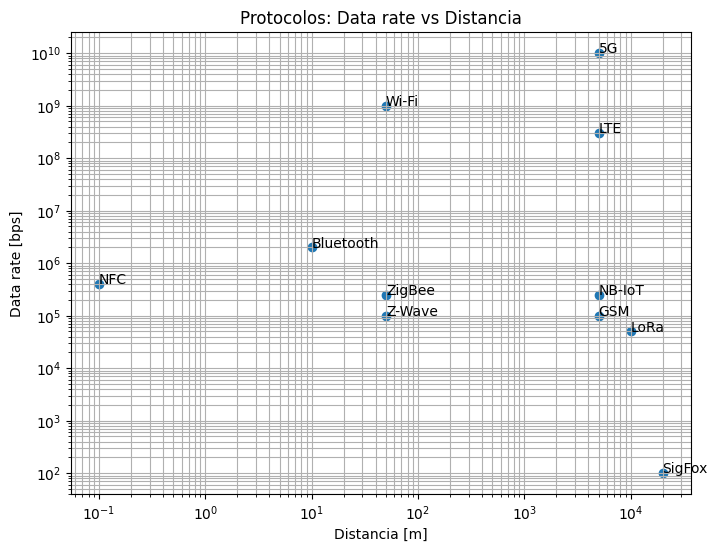 Protocolos: Data rate vs Distancia
Data rate [bps]
10^10
10^9
10^8
10^7
10^6
10^5
10^4
10^3
10^2
5G
Wi-Fi
LTE
Bluetooth
NFC
ZigBee
NB-IoT
Z-Wave
GSM
LoRa
SigFox
10^-1
10^0
10^1
10^2
10^3
10^4
Distancia [m]